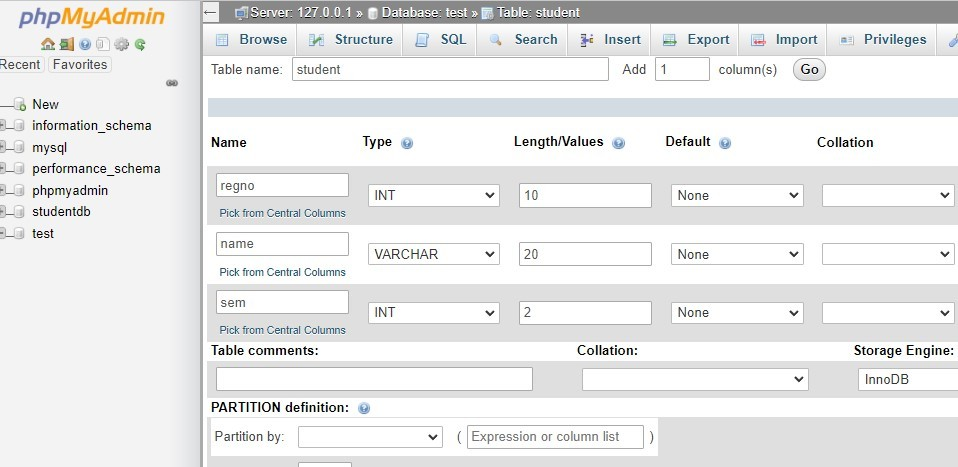 phpMyAdmin
Recent Favorites
New
information_schema
mysql
performance_schema
phpmyadmin
studentdb
test
Server: 127.0.0.1 » Database: test » Table: student
Browse Structure SQL Search Insert Export Import Privileges
Table name: student Add 1 column(s) Go
Name Type Length/Values Default Collation
regno INT 10 None
Pick from Central Columns
name VARCHAR 20 None
Pick from Central Columns
sem INT 2 None
Pick from Central Columns
Table comments: Collation: Storage Engine:
InnoDB
PARTITION definition:
Partition by: ( Expression or column list )